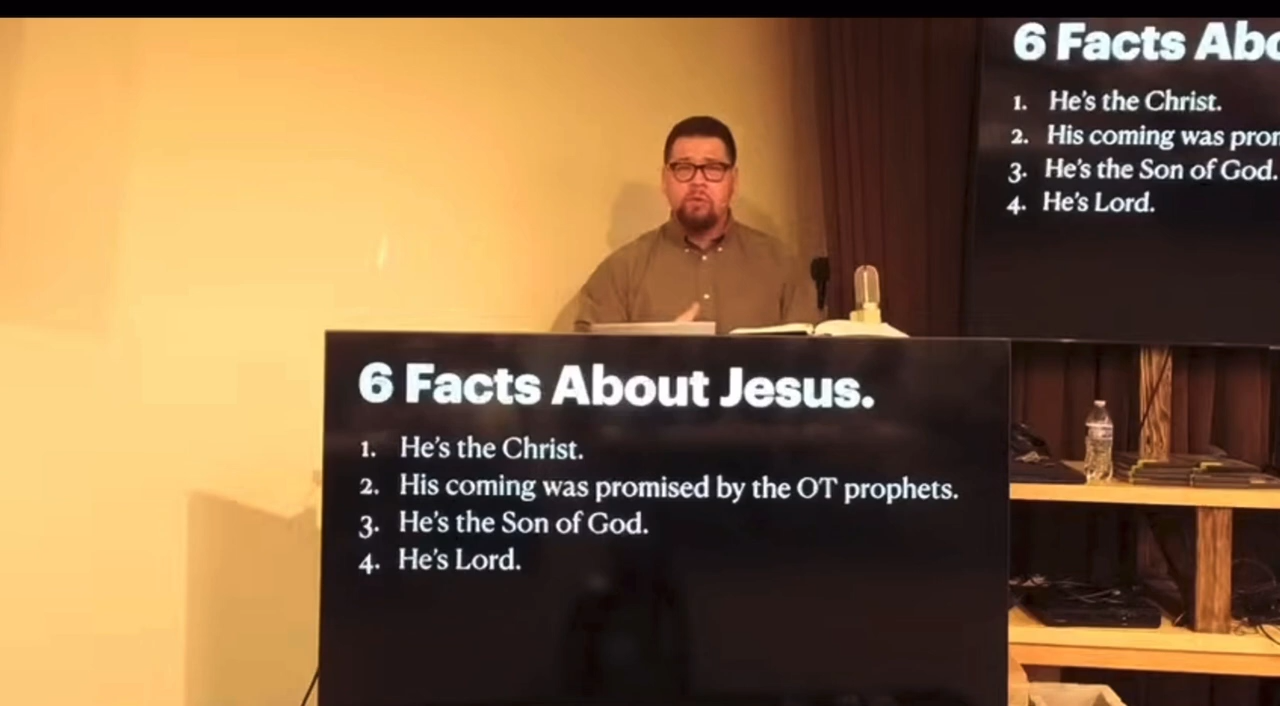 6 Facts About Jesus.
1. He's the Christ.
2. His coming was promised by the OT prophets.
3. He's the Son of God.
4. He's Lord.
6 Facts Abo
1. He's the Christ.
2. His coming was pro
3. He's the Son of God.
4. He's Lord.